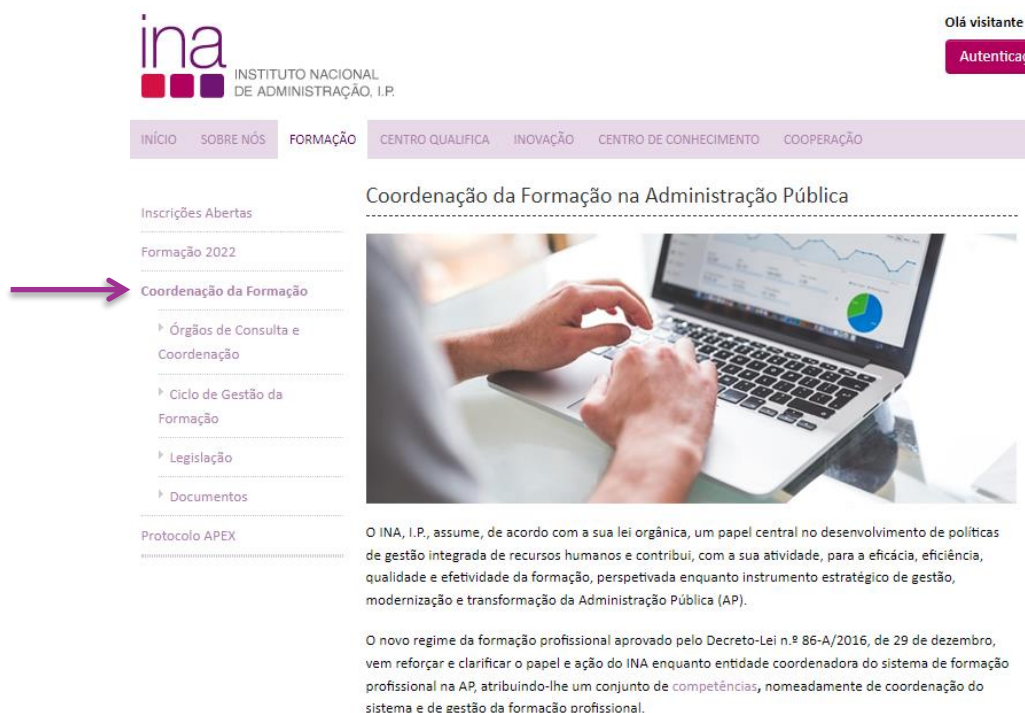 ina
INSTITUTO NACIONAL
DE ADMINISTRAÇÃO, I.P.
Olá visitante
INÍCIO SOBRE NÓS FORMAÇÃO CENTRO QUALIFICA INOVAÇÃO CENTRO DE CONHECIMENTO COOPERAÇÃO
Inscrições Abertas
Formação 2022
Coordenação da Formação
Órgãos de Consulta e
Coordenação
Ciclo de Gestão da
Formação
Legislação
Documentos
Protocolo APEX
Coordenação da Formação na Administração Pública
O INA, I.P., assume, de acordo com a sua lei orgânica, um papel central no desenvolvimento de políticas
de gestão integrada de recursos humanos e contribui, com a sua atividade, para a eficácia, eficiência,
qualidade e efetividade da formação, perspetivada enquanto instrumento estratégico de gestão,
modernização e transformação da Administração Pública (AP).
O novo regime da formação profissional aprovado pelo Decreto-Lei n.º 86-A/2016, de 29 de dezembro,
vem reforçar e clarificar o papel e ação do INA enquanto entidade coordenadora do sistema de formação
profissional na AP, atribuindo-lhe um conjunto de competências, nomeadamente de coordenação do
sistema e de gestão da formação profissional.